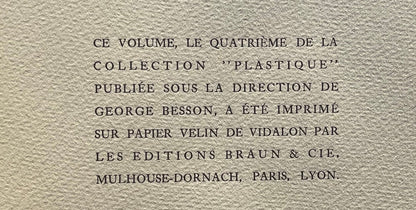 CE VOLUME, LE QUATRIÈME DE LA
COLLECTION "PLASTIQUE"
PUBLIÉE SOUS LA DIRECTION DE
GEORGE BESSON, A ÉTÉ IMPRIMÉ
SUR PAPIER VELIN DE VIDALON PAR
LES EDITIONS BRAUN & CIE,
MULHOUSE-DORNACH, PARIS, LYON.